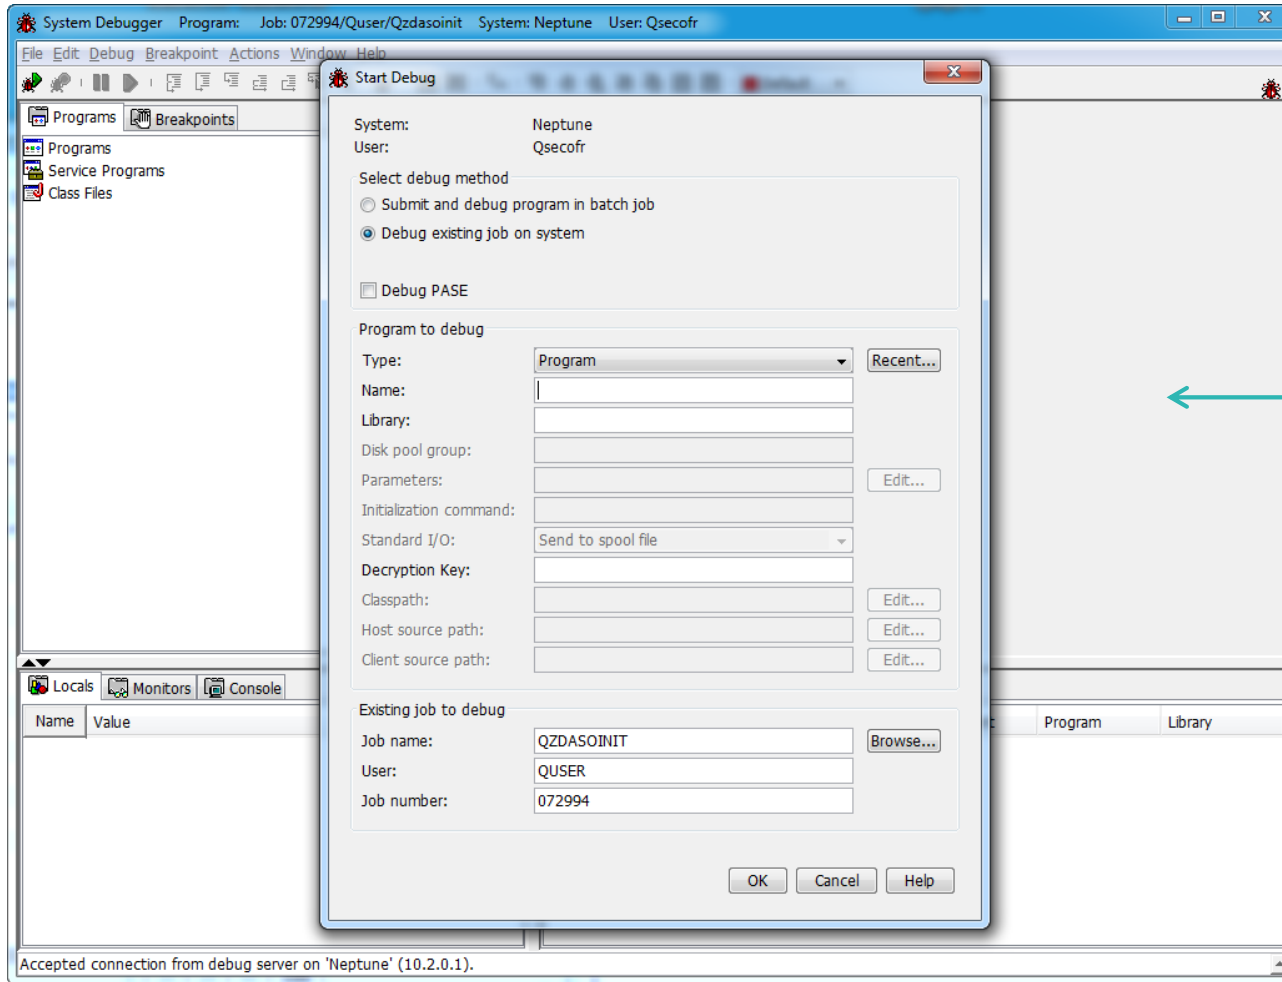 System Debugger   Program:   Job: 072994/Quser/Qzdasoinit   System: Neptune   User: Qsecofr
File Edit Debug Breakpoint Actions Window Help
Start Debug
Programs
Breakpoints
Programs
Service Programs
Class Files
System: Neptune
User: Qsecofr
Select debug method
Submit and debug program in batch job
Debug existing job on system
Debug PASE
Program to debug
Type: Program Recent...
Name:
Library:
Disk pool group:
Parameters: Edit...
Initialization command:
Standard I/O: Send to spool file
Decryption Key:
Classpath: Edit...
Host source path: Edit...
Client source path: Edit...
Locals Monitors Console
Name Value
Program Library
Existing job to debug
Job name: QZDASOINIT Browse...
User: QUSER
Job number: 072994
OK Cancel Help
Accepted connection from debug server on 'Neptune' (10.2.0.1).